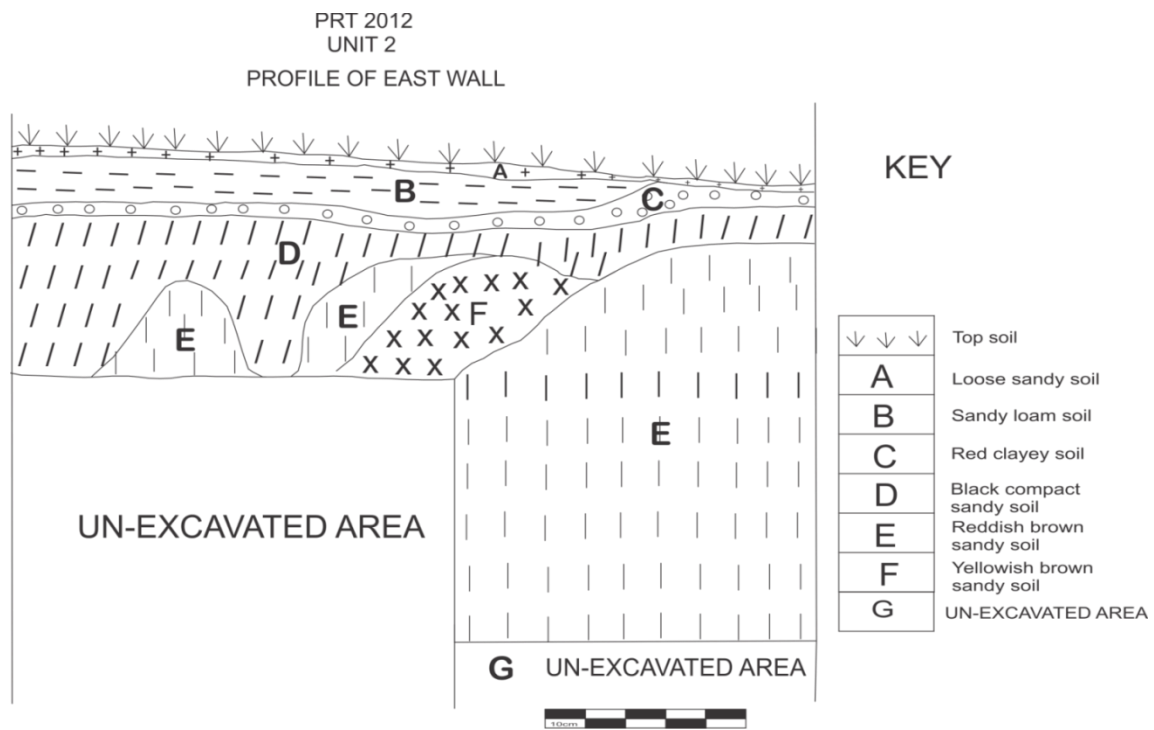 PRT 2012
UNIT 2
PROFILE OF EAST WALL
A
B
C
D
E
E
F
E
UN-EXCAVATED AREA
G UN-EXCAVATED AREA
10cm
KEY
Top soil
A Loose sandy soil
B Sandy loam soil
C Red clayey soil
D Black compact
sandy soil
E Reddish brown
sandy soil
F Yellowish brown
sandy soil
G UN-EXCAVATED AREA